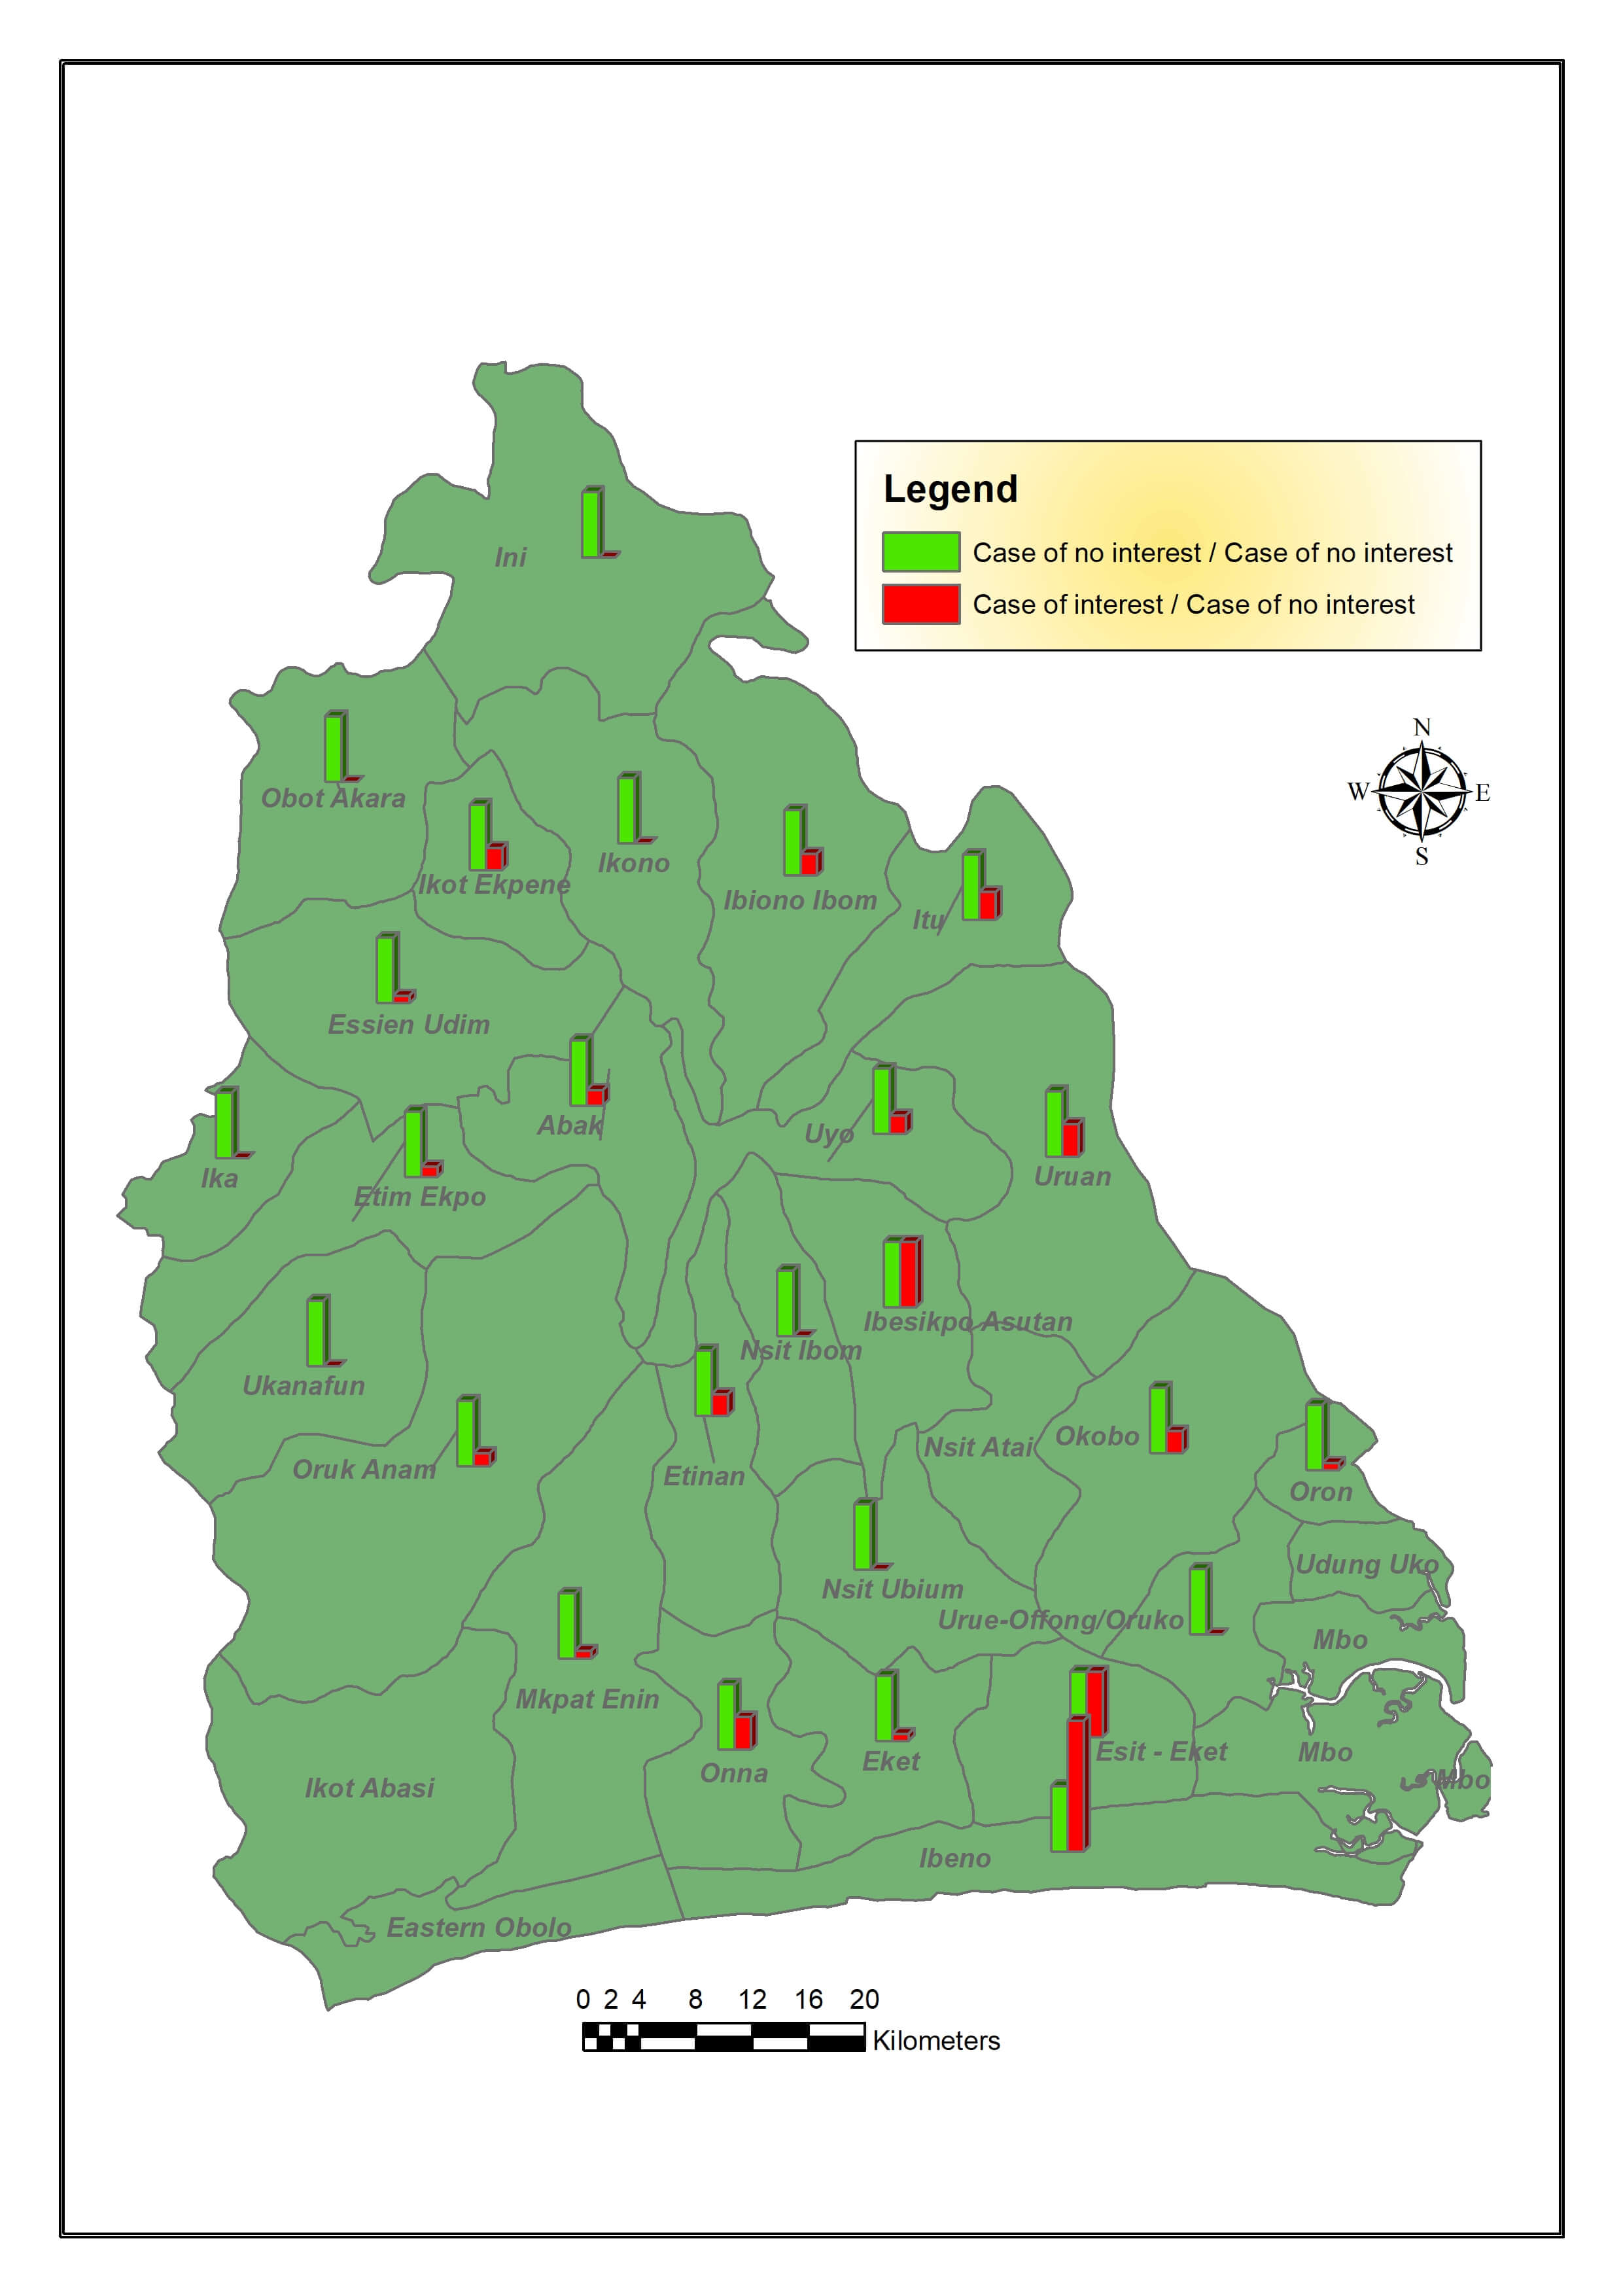 Legend
Case of no interest / Case of no interest
Case of interest / Case of no interest
N
W
E
S
Ini
Obot Akara
Ikot Ekpene
Ikono
Ibiono Ibom
Itu
Essien Udim
Abak
Uyo
Ika
Etim Ekpo
Uruan
Ibesikpo Asutan
Nsit Ibom
Ukanafun
Oruk Anam
Etinan
Nsit Atai
Okobo
Oron
Udung Uko
Nsit Ubium
Urue-Offong/Oruko
Mbo
Mkpat Enin
Onna
Eket
Esit - Eket
Mbo
Mbo
Ikot Abasi
Ibeno
Eastern Obolo
0 2 4 8 12 16 20
Kilometers